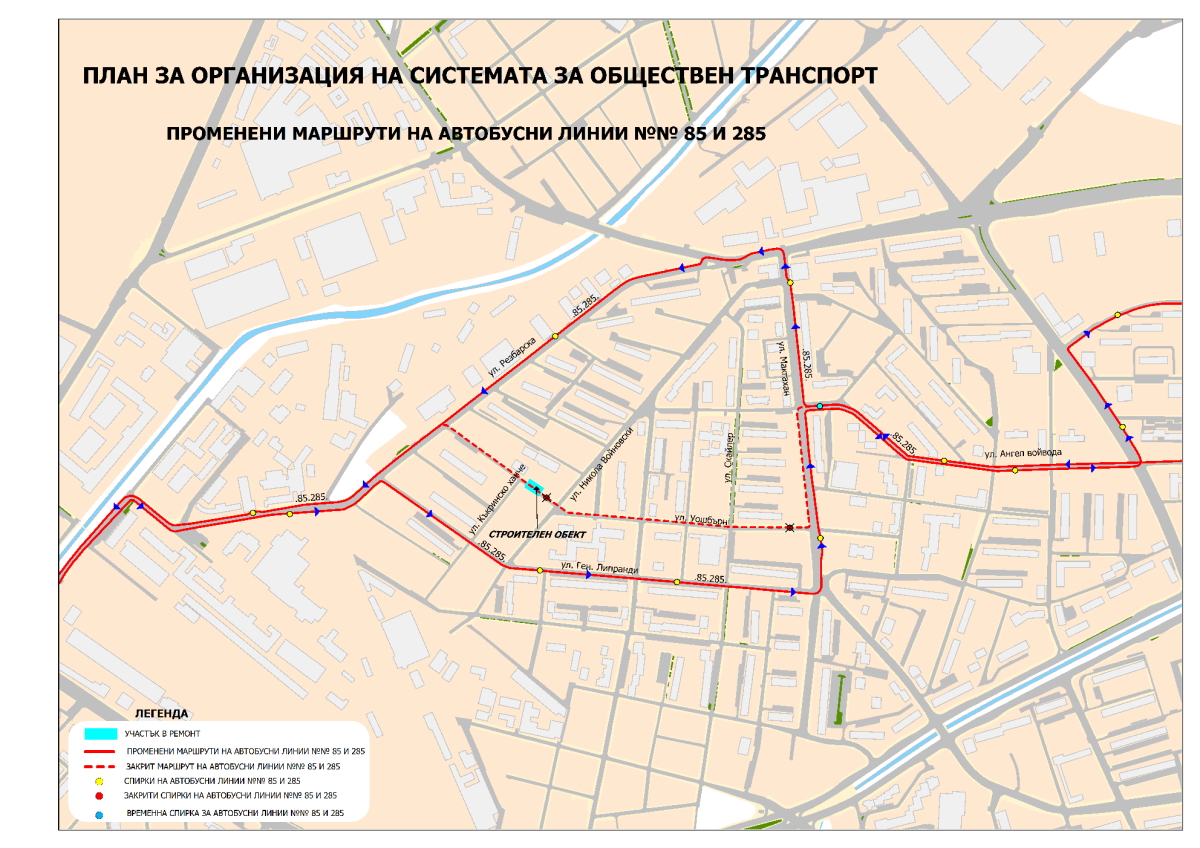 ПЛАН ЗА ОРГАНИЗАЦИЯ НА СИСТЕМАТА ЗА ОБЩЕСТВЕН ТРАНСПОРТ
ПРОМЕНЕНИ МАРШРУТИ НА АВТОБУСНИ ЛИНИИ №№ 85 И 285
.85.285.
ул. Резбарска
ул. Мактахан
.85.285.
ул. Никола Войновски
ул. Скайлер
.85.285.
ул. Ангел войвода
ул. Къкринско ханче
.85.285.
ул. Уошбърн
СТРОИТЕЛЕН ОБЕКТ
.85.285.
ул. Ген. Липранди
.85.285.
ЛЕГЕНДА
УЧАСТЪК В РЕМОНТ
ПРОМЕНЕНИ МАРШРУТИ НА АВТОБУСНИ ЛИНИИ №№ 85 И 285
ЗАКРИТ МАРШРУТ НА АВТОБУСНИ ЛИНИИ №№ 85 И 285
СПИРКИ НА АВТОБУСНИ ЛИНИИ №№ 85 И 285
ЗАКРИТИ СПИРКИ НА АВТОБУСНИ ЛИНИИ №№ 85 И 285
ВРЕМЕННА СПИРКА ЗА АВТОБУСНИ ЛИНИИ №№ 85 И 285